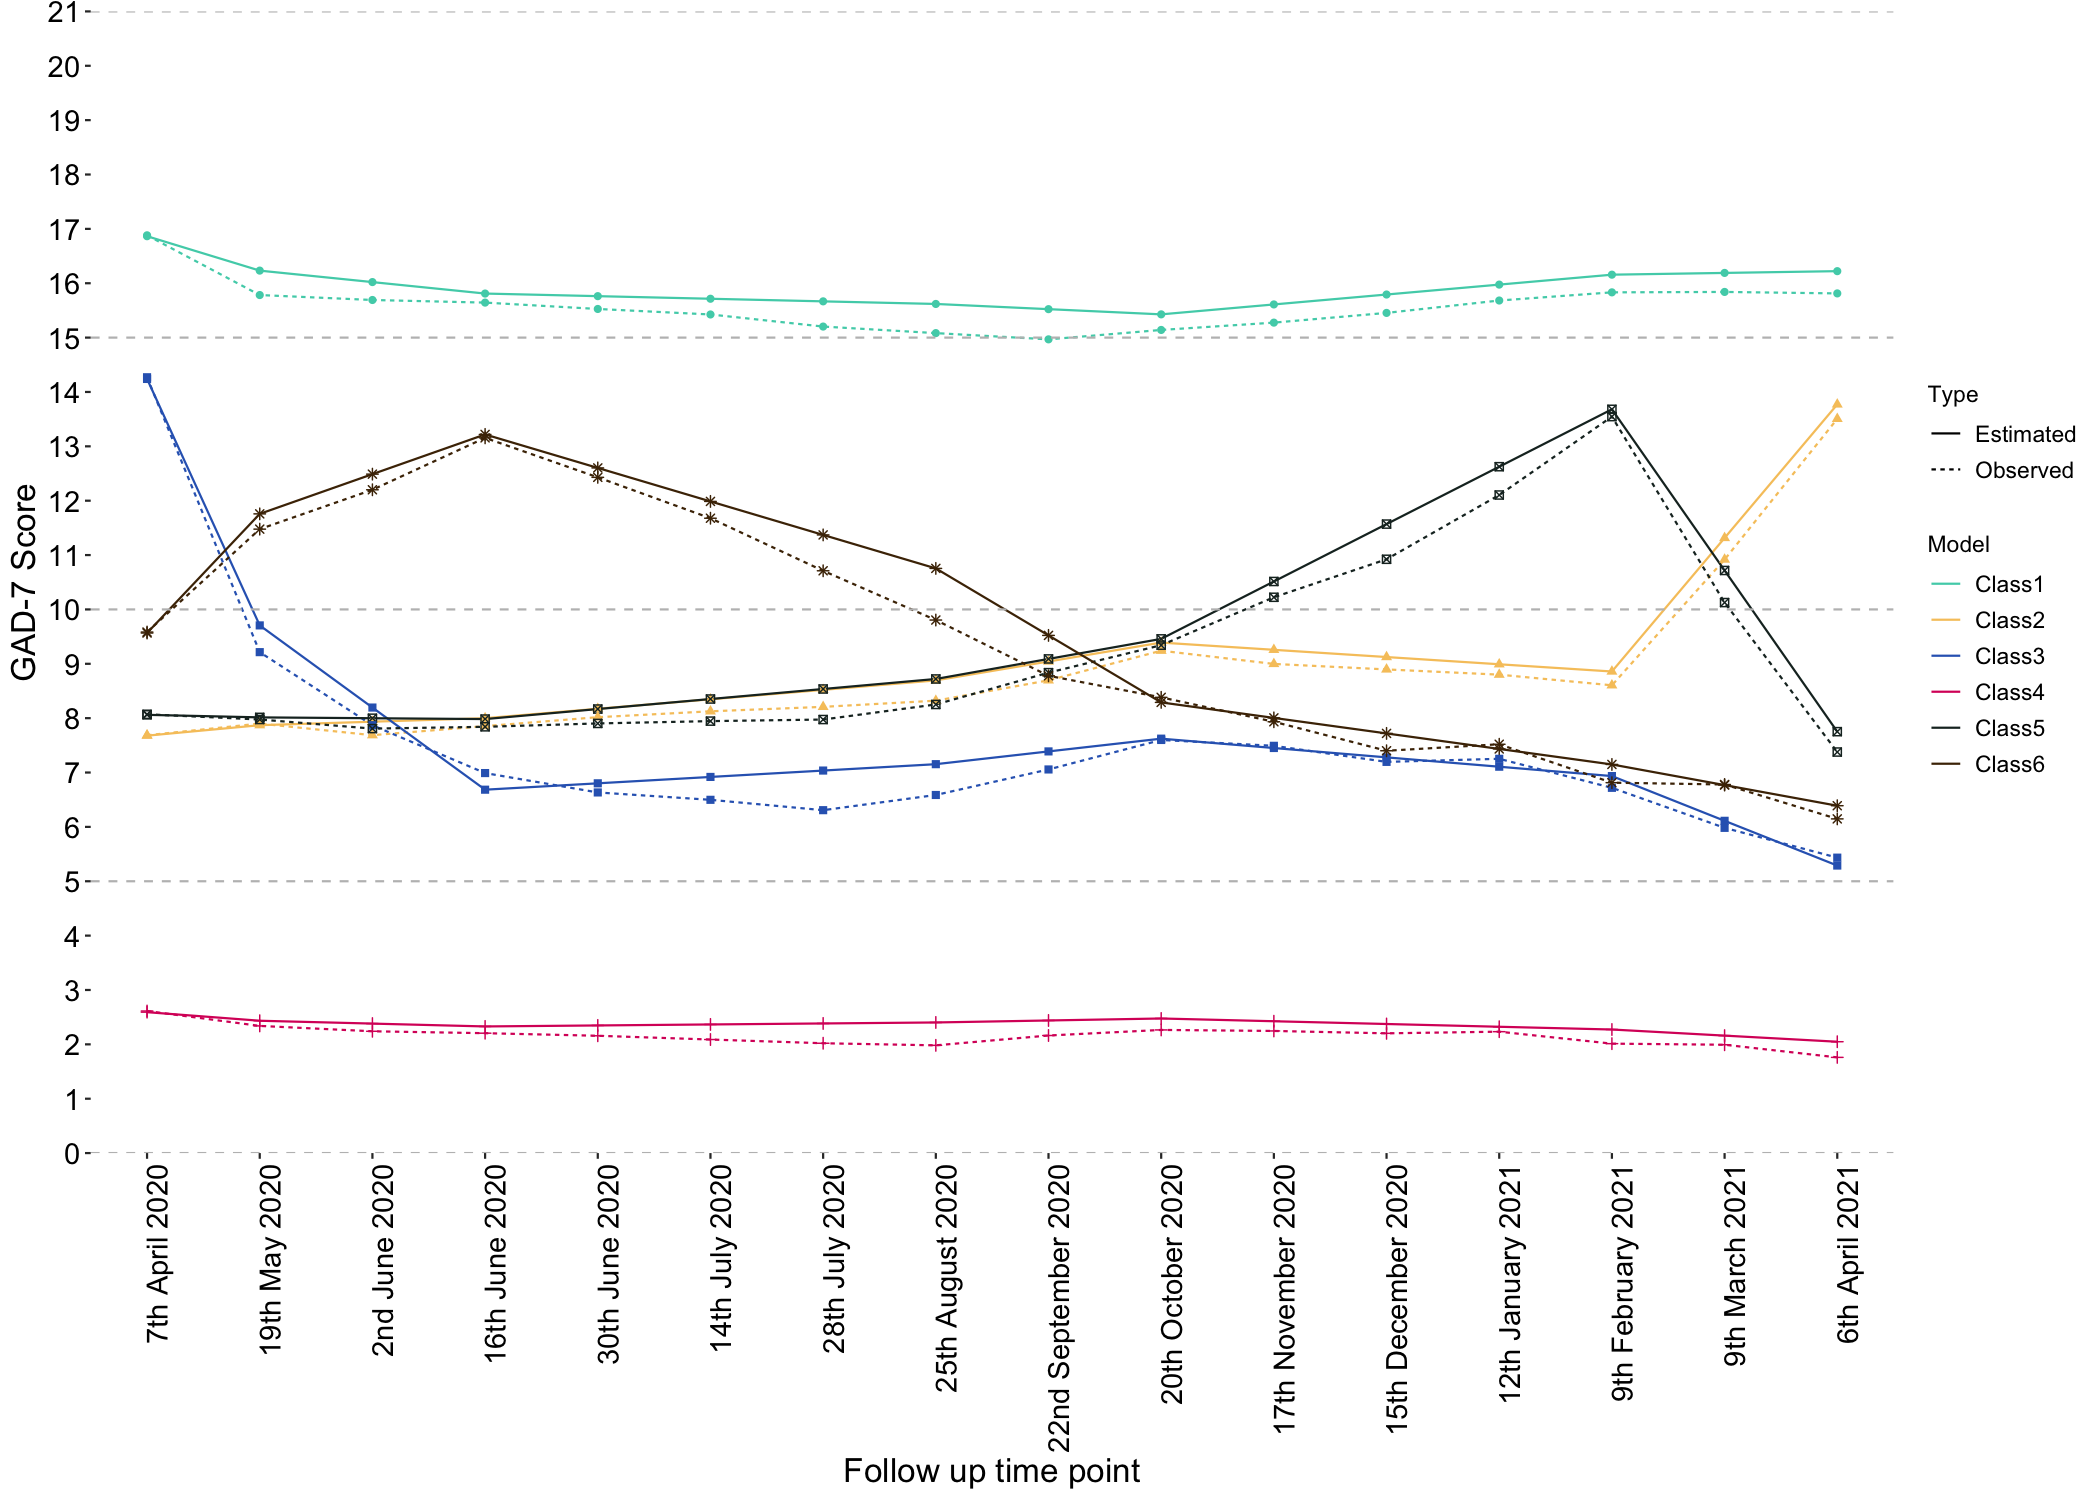 21
20
19
18
17
16
15
14
13
12
11
10
9
8
7
6
5
4
3
2
1
0
GAD-7 Score
7th April 2020
19th May 2020
2nd June 2020
16th June 2020
30th June 2020
14th July 2020
28th July 2020
25th August 2020
22nd September 2020
20th October 2020
17th November 2020
15th December 2020
12th January 2021
9th February 2021
9th March 2021
6th April 2021
Follow up time point
Type
Estimated
Observed
Model
Class1
Class2
Class3
Class4
Class5
Class6